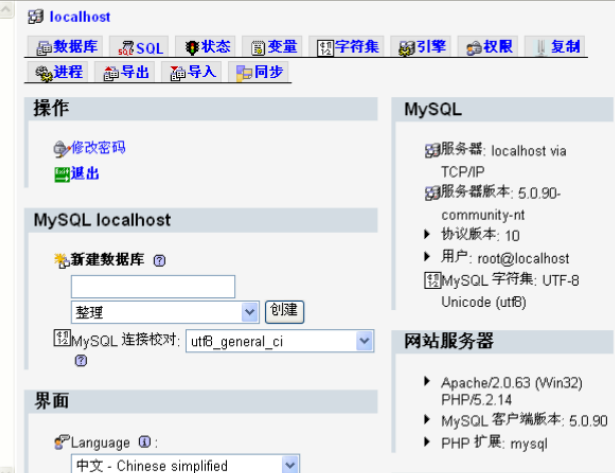 localhost
数据库 SQL 状态 变量 字符集 引擎 权限 复制
进程 导出 导入 同步
操作
修改密码
退出
MySQL localhost
新建数据库
整理 创建
MySQL 连接校对: utf8_general_ci
界面
Language :
中文 - Chinese simplified
MySQL
服务器: localhost via
TCP/IP
服务器版本: 5.0.90-
community-nt
协议版本: 10
用户: root@localhost
MySQL 字符集: UTF-8
Unicode (utf8)
网站服务器
Apache/2.0.63 (Win32)
PHP/5.2.14
MySQL 客户端版本: 5.0.90
PHP 扩展: mysql